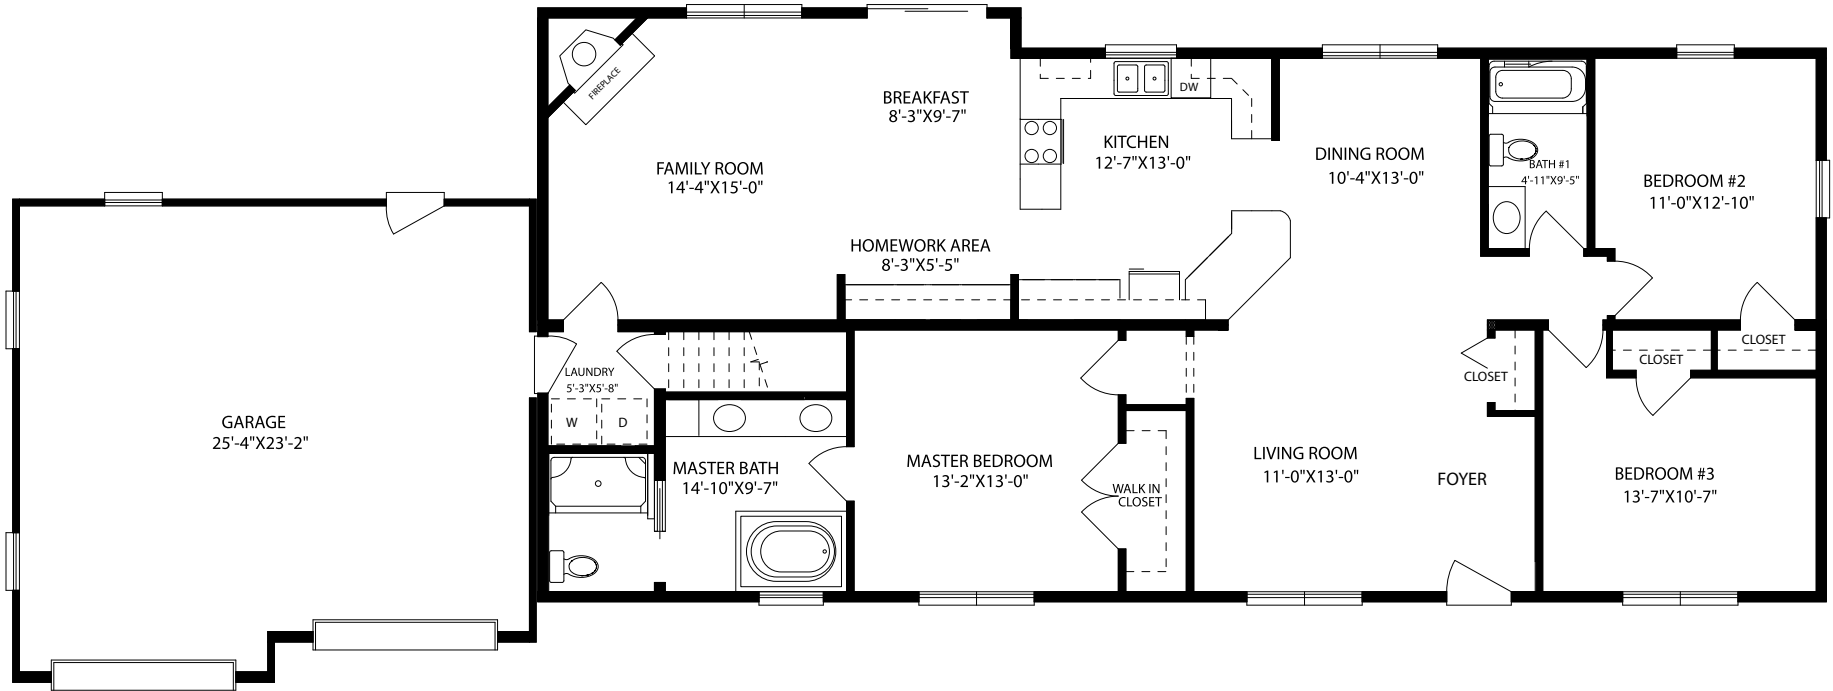 FIREPLACE
BREAKFAST
8'-3"X9'-7"
DW
KITCHEN
12'-7"X13'-0"
FAMILY ROOM
14'-4"X15'-0"
DINING ROOM
10'-4"X13'-0"
BATH #1
4'-11"X9'-5"
BEDROOM #2
11'-0"X12'-10"
HOMEWORK AREA
8'-3"X5'-5"
CLOSET
CLOSET
LAUNDRY
5'-3"X5'-8"
CLOSET
W
D
GARAGE
25'-4"X23'-2"
MASTER BATH
14'-10"X9'-7"
MASTER BEDROOM
13'-2"X13'-0"
WALK IN
CLOSET
LIVING ROOM
11'-0"X13'-0"
FOYER
BEDROOM #3
13'-7"X10'-7"